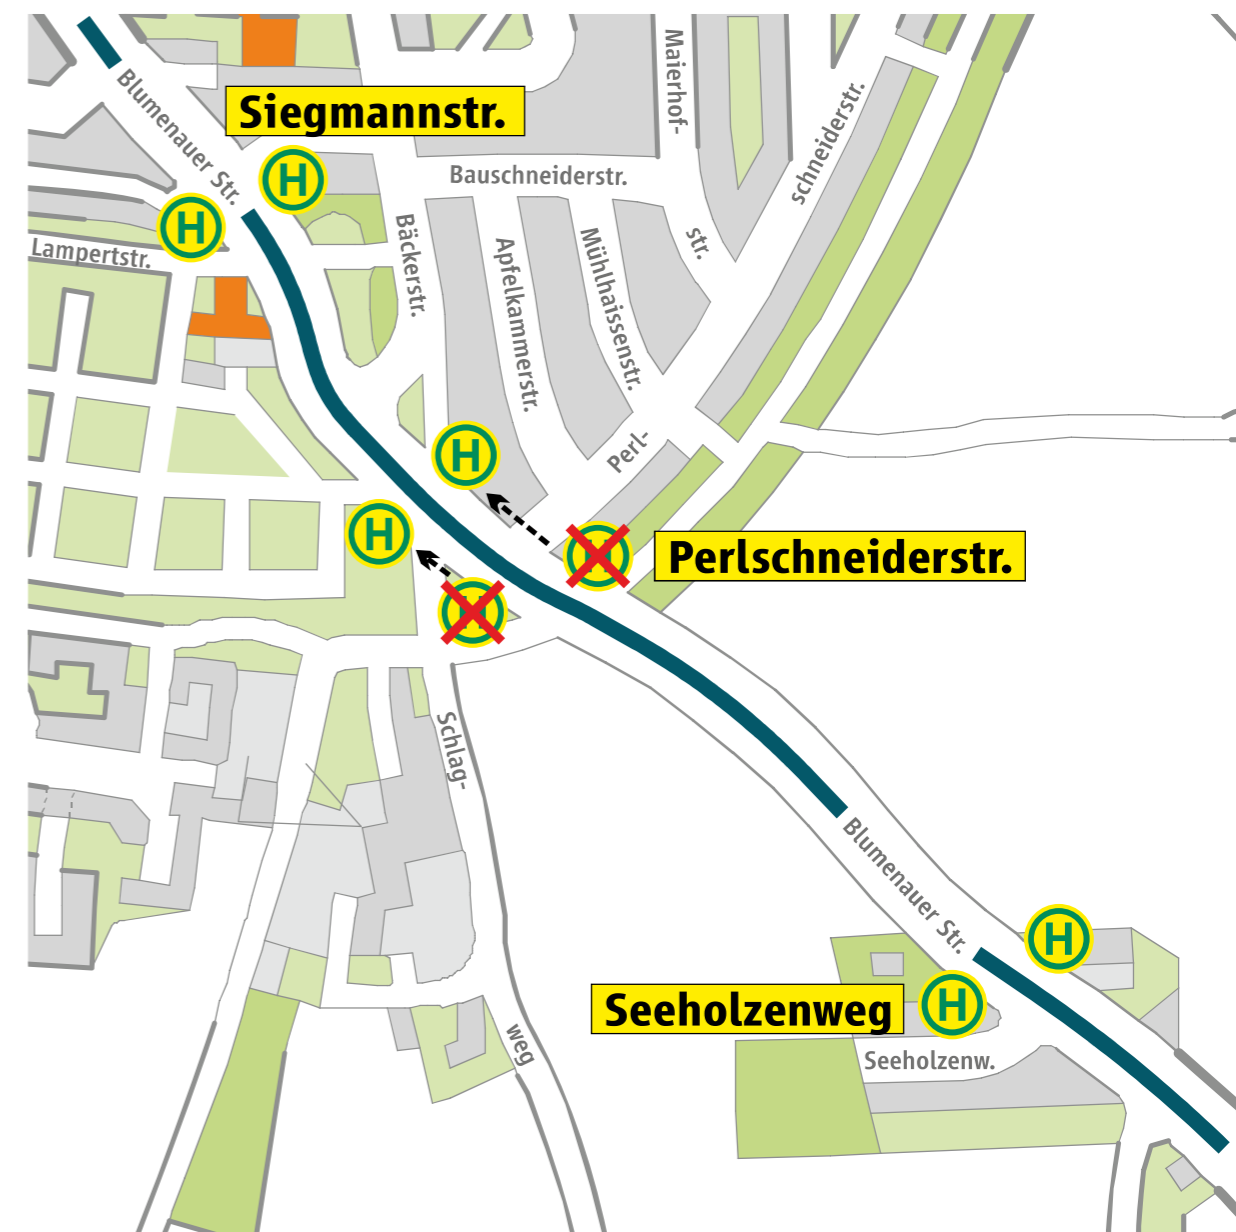 Blumenauer Str.
Siegmannstr.
H
H
Lampertstr.
Bauschneiderstr.
Maierhof-
str.
schneiderstr.
Bäckerstr.
Apfelkammerstr.
Mühlhaissenstr.
Perl-
H
H
H
H
Perlschneiderstr.
Schlag-
weg
Blumenauer Str.
H
H
Seeholzenweg
Seeholzenw.